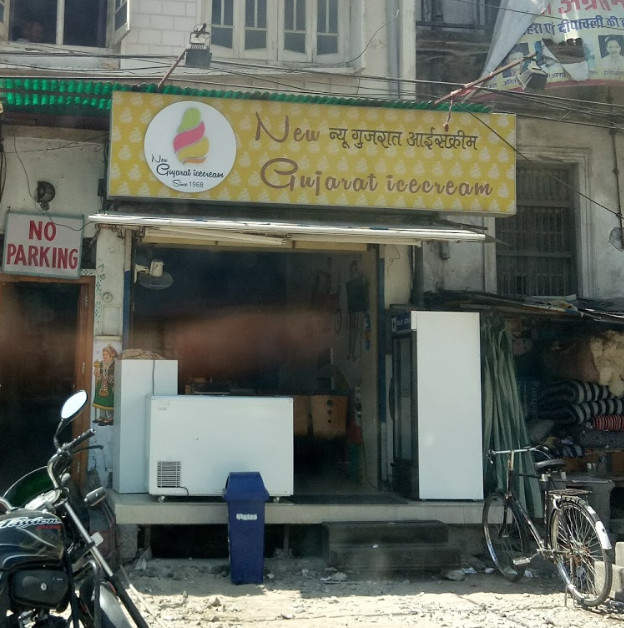 New न्यू गुजरात आईसक्रीम
Gujarat icecream
New
Gujarat icecream
Since 1968
NO
PARKING